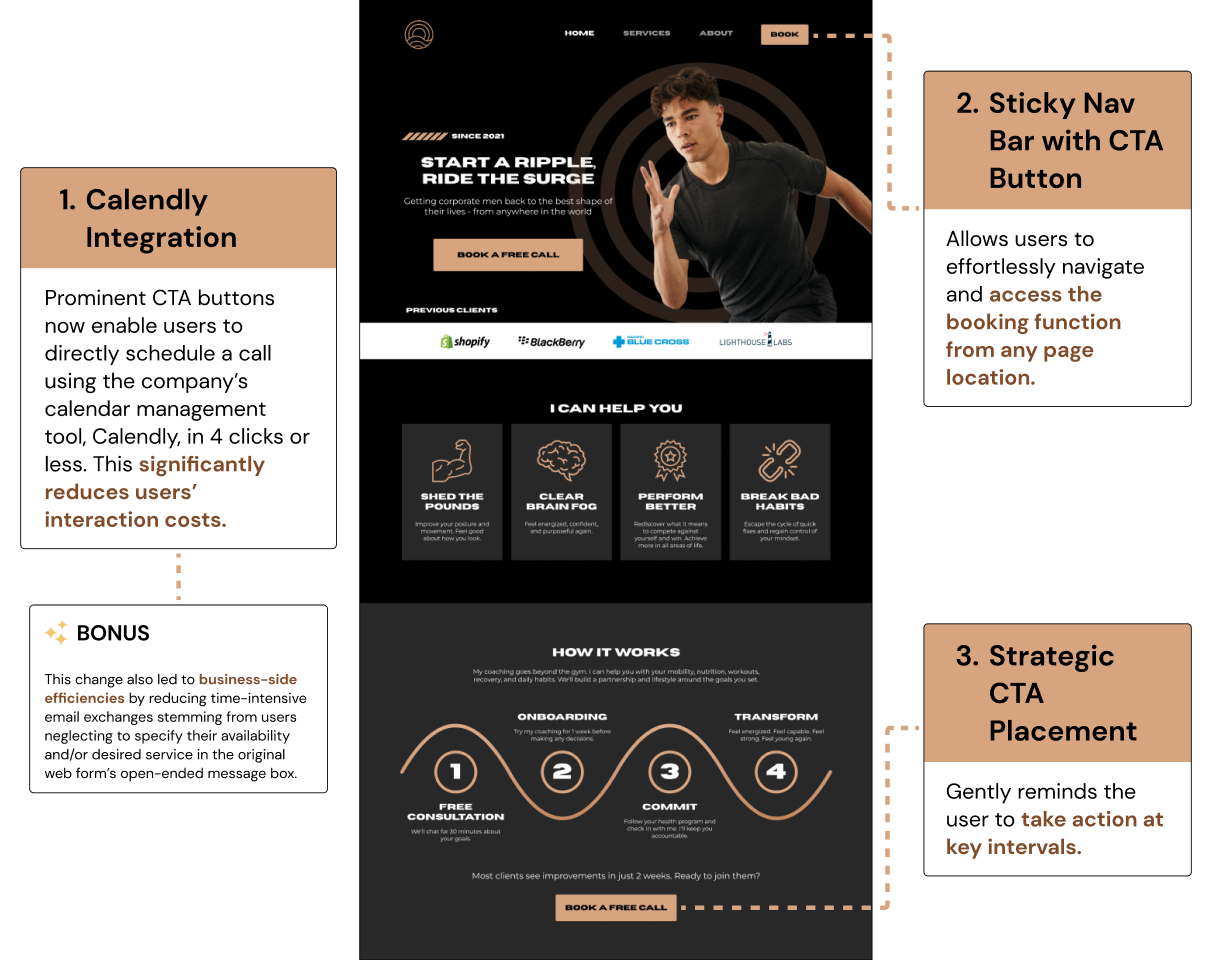 HOME SERVICES ABOUT BOOK
SINCE 2021
START A RIPPLE,
RIDE THE SURGE
Getting corporate men back to the best shape of
their lives - from anywhere in the world
BOOK A FREE CALL
PREVIOUS CLIENTS
shopify BlackBerry PACIFIC BLUE CROSS LIGHTHOUSE LABS
I CAN HELP YOU
SHED THE
POUNDS
Improve your posture and
movement. Feel good
about how you look.
CLEAR
BRAIN FOG
Feel energized, confident,
and purposeful again.
PERFORM
BETTER
Rediscover what it means
to compete against
yourself and win. Achieve
more in all areas of life.
BREAK BAD
HABITS
Escape the cycle of quick
fixes and regain control of
your mindset.
HOW IT WORKS
My coaching goes beyond the gym. I can help you with your mobility, nutrition, workouts,
recovery, and daily habits. We'll build a partnership and lifestyle around the goals you set.
1
FREE
CONSULTATION
We'll chat for 30 minutes about
your goals.
ONBOARDING
Try my coaching for 1 week before
making any decisions.
2
3
COMMIT
Follow your health program and
check in with me. I'll keep you
accountable.
TRANSFORM
Feel energized. Feel capable. Feel
strong. Feel young again.
4
Most clients see improvements in just 2 weeks. Ready to join them?
BOOK A FREE CALL
1. Calendly
Integration
Prominent CTA buttons
now enable users to
directly schedule a call
using the company's
calendar management
tool, Calendly, in 4 clicks or
less. This significantly
reduces users'
interaction costs.
BONUS
This change also led to business-side
efficiencies by reducing time-intensive
email exchanges stemming from users
neglecting to specify their availability
and/or desired service in the original
web form's open-ended message box.
2. Sticky Nav
Bar with CTA
Button
Allows users to
effortlessly navigate
and access the
booking function
from any page
location.
3. Strategic
CTA
Placement
Gently reminds the
user to take action at
key intervals.